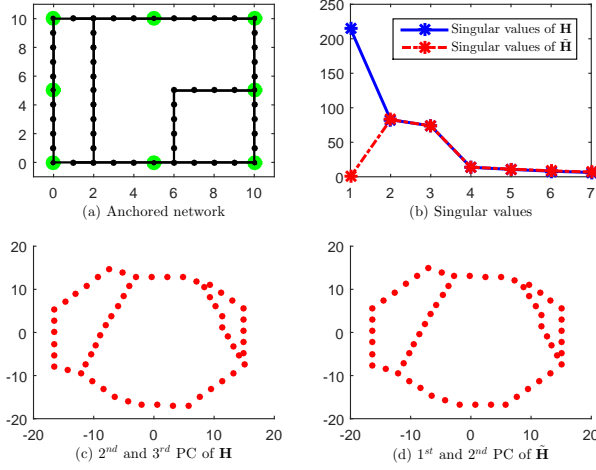 10
8
6
4
2
0
0 2 4 6 8 10
(a) Anchored network
250
200
150
100
50
0
1 2 3 4 5 6 7
Singular values of H
Singular values of H̃
(b) Singular values
20
10
0
-10
-20
-20 -10 0 10 20
(c) 2nd and 3rd PC of H
20
10
0
-10
-20
-20 -10 0 10 20
(d) 1st and 2nd PC of H̃